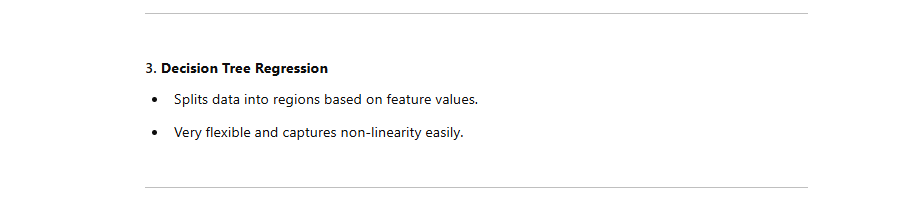 3. Decision Tree Regression
• Splits data into regions based on feature values.
• Very flexible and captures non-linearity easily.